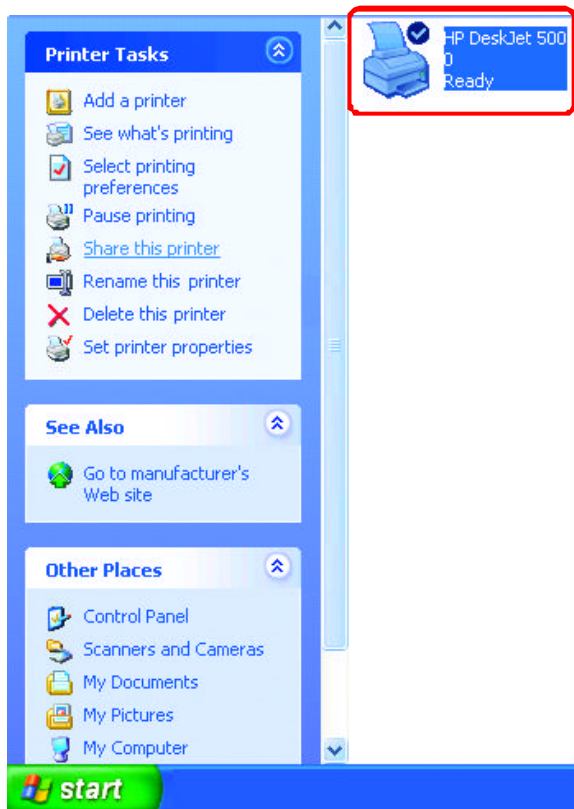 Printer Tasks
Add a printer
See what's printing
Select printing
preferences
Pause printing
Share this printer
Rename this printer
Delete this printer
Set printer properties
See Also
Go to manufacturer's
Web site
Other Places
Control Panel
Scanners and Cameras
My Documents
My Pictures
My Computer
HP DeskJet 500
0
Ready
start